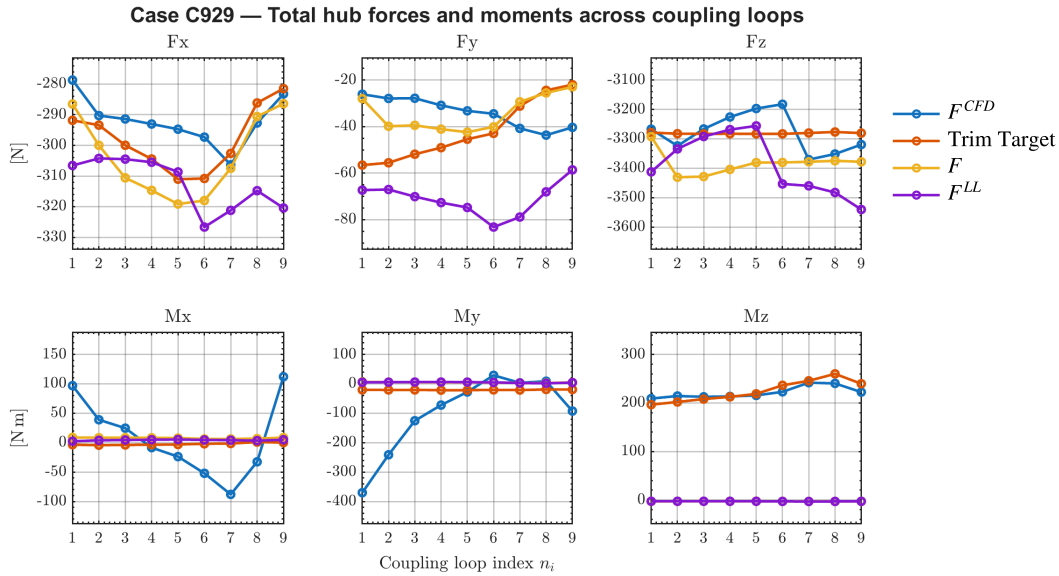 Case C929 — Total hub forces and moments across coupling loops
Fx
Fy
Fz
-280
-290
-300
-310
-320
-330
[N]
1 2 3 4 5 6 7 8 9
-20
-40
-60
-80
1 2 3 4 5 6 7 8 9
-3100
-3200
-3300
-3400
-3500
-3600
1 2 3 4 5 6 7 8 9
F^{CFD}
Trim Target
F
F^{LL}
Mx
My
Mz
150
100
50
0
-50
-100
[N m]
1 2 3 4 5 6 7 8 9
100
0
-100
-200
-300
-400
1 2 3 4 5 6 7 8 9
300
200
100
0
1 2 3 4 5 6 7 8 9
Coupling loop index n_i